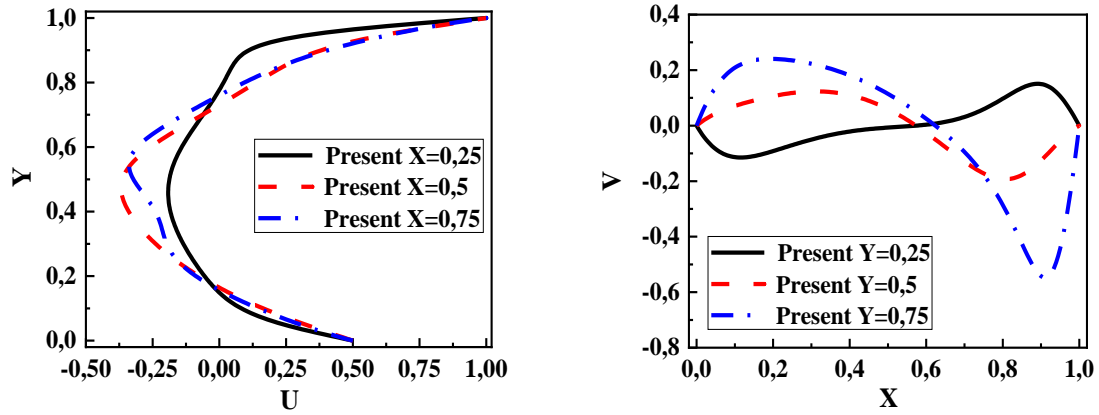 1,0
0,8
0,6
0,4
0,2
0,0
Y
-0,50 -0,25 0,00 0,25 0,50 0,75 1,00
U
Present X=0,25
Present X=0,5
Present X=0,75
0,4
0,2
0,0
-0,2
-0,4
-0,6
-0,8
V
0,0 0,2 0,4 0,6 0,8 1,0
X
Present Y=0,25
Present Y=0,5
Present Y=0,75